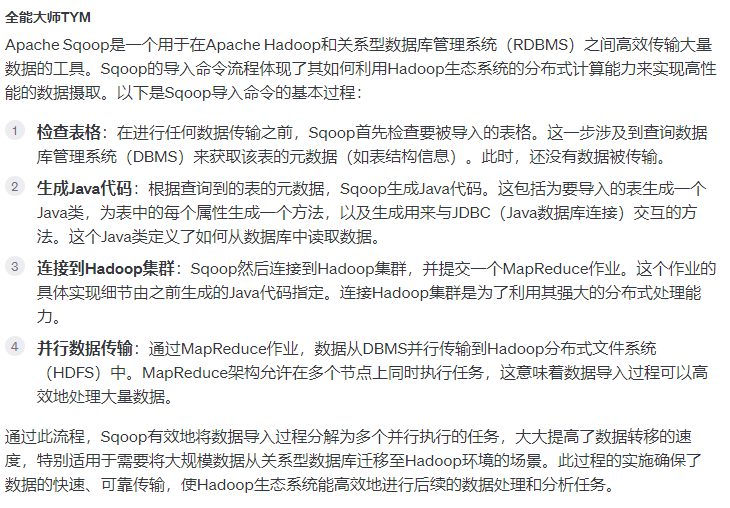 全能大师TYM
Apache Sqoop是一个用于在Apache Hadoop和关系型数据库管理系统（RDBMS）之间高效传输大量
数据的工具。Sqoop的导入命令流程体现了其如何利用Hadoop生态系统的分布式计算能力来实现高性
能的数据摄取。以下是Sqoop导入命令的基本过程：
1 检查表格：在进行任何数据传输之前，Sqoop首先检查要被导入的表格。这一步涉及到查询数据
库管理系统（DBMS）来获取该表的元数据（如表结构信息）。此时，还没有数据被传输。
2 生成Java代码：根据查询到的表的元数据，Sqoop生成Java代码。这包括为要导入的表生成一个
Java类，为表中的每个属性生成一个方法，以及生成用来与JDBC（Java数据库连接）交互的方
法。这个Java类定义了如何从数据库中读取数据。
3 连接到Hadoop集群：Sqoop然后连接到Hadoop集群，并提交一个MapReduce作业。这个作业的
具体实现细节由之前生成的Java代码指定。连接Hadoop集群是为了利用其强大的分布式处理能
力。
4 并行数据传输：通过MapReduce作业，数据从DBMS并行传输到Hadoop分布式文件系统
（HDFS）中。MapReduce架构允许在多个节点上同时执行任务，这意味着数据导入过程可以高
效地处理大量数据。
通过此流程，Sqoop有效地将数据导入过程分解为多个并行执行的任务，大大提高了数据转移的速
度，特别适用于需要将大规模数据从关系型数据库迁移至Hadoop环境的场景。此过程的实施确保了
数据的快速、可靠传输，使Hadoop生态系统能高效地进行后续的数据处理和分析任务。